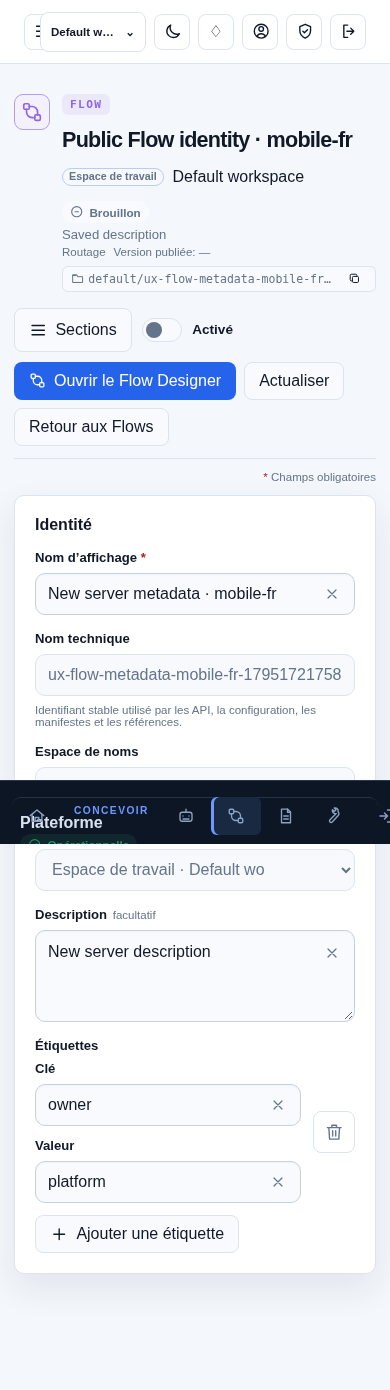 Default w…
FLOW
Public Flow identity · mobile-fr
Espace de travail Default workspace
Brouillon
Saved description
Routage Version publiée: —
default/ux-flow-metadata-mobile-fr…
Sections
Activé
Ouvrir le Flow Designer
Actualiser
Retour aux Flows
* Champs obligatoires
Identité
Nom d’affichage *
New server metadata · mobile-fr
Nom technique
ux-flow-metadata-mobile-fr-17951721758
Identifiant stable utilisé par les API, la configuration, les
manifestes et les références.
Espace de noms
CONCEVOIR
Plateforme
Opérationnelle
Espace de travail · Default wo
Description facultatif
New server description
Étiquettes
Clé
owner
Valeur
platform
Ajouter une étiquette